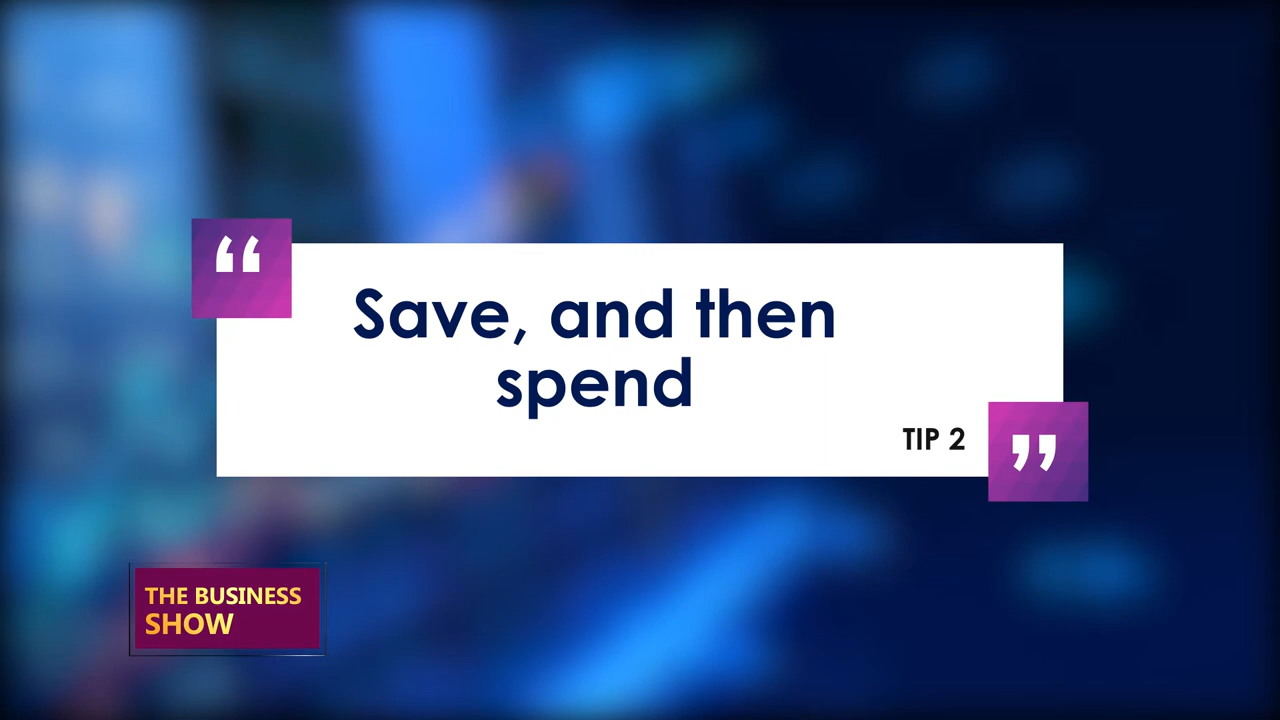 “
Save, and then
spend
TIP 2
”
THE BUSINESS
SHOW